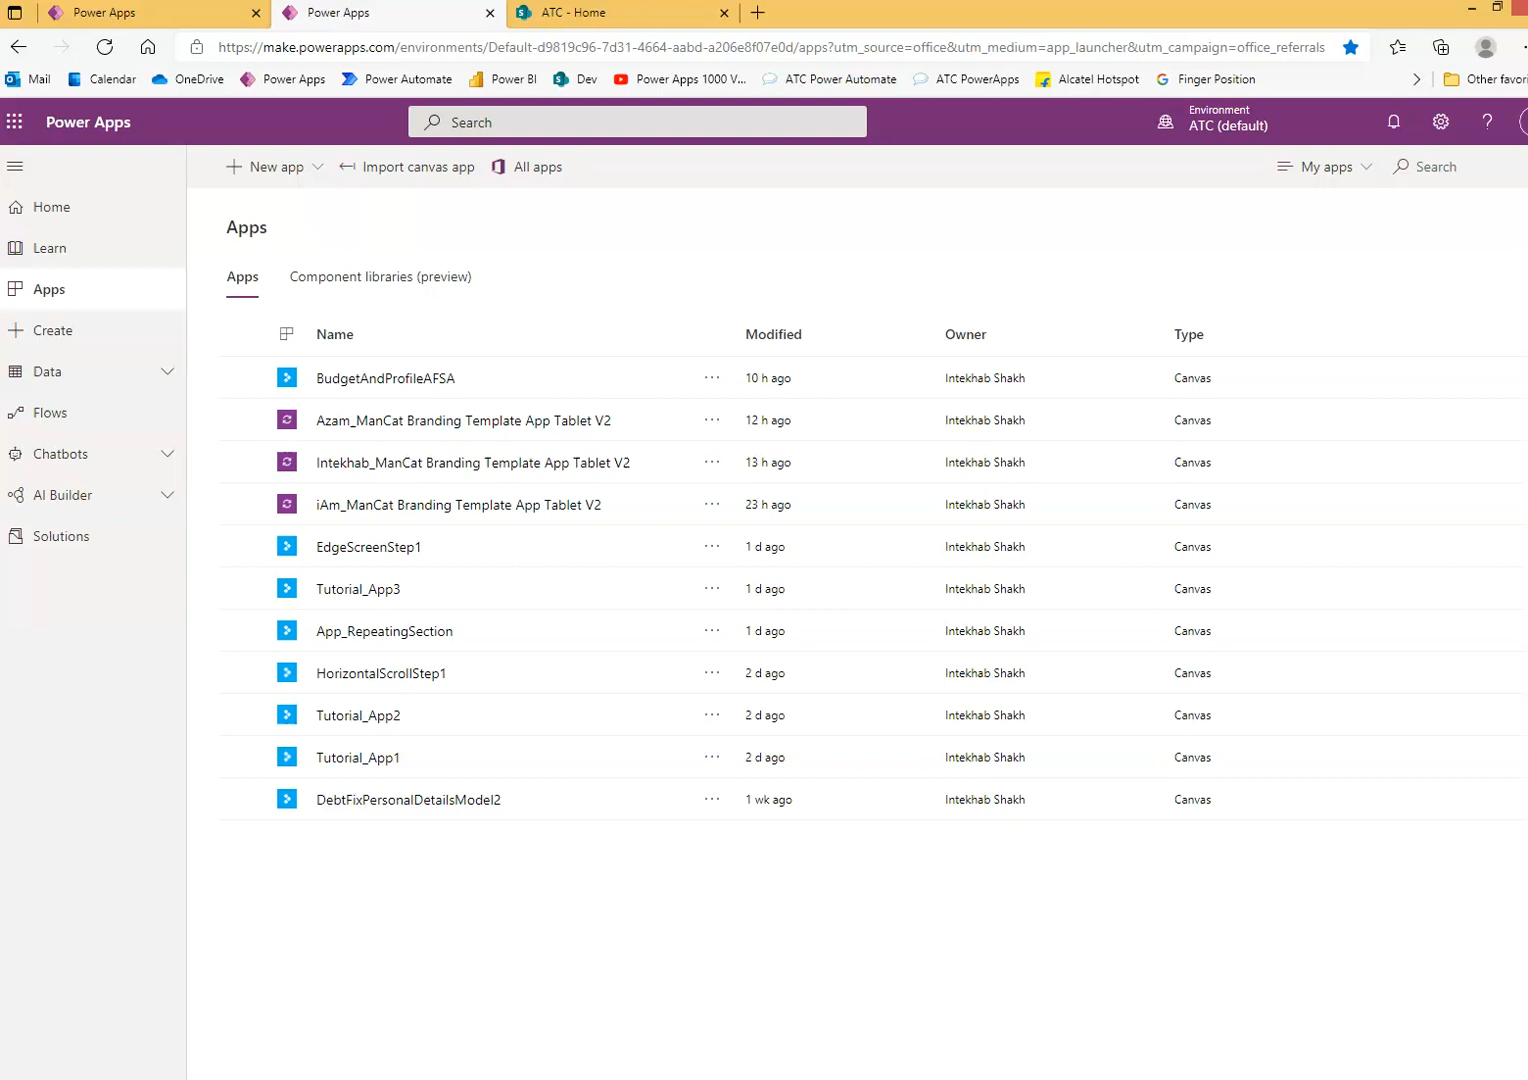 Power Apps
Power Apps
ATC - Home
https://make.powerapps.com/environments/Default-d9819c96-7d31-4664-aabd-a206e8f07e0d/apps?utm_source=office&utm_medium=app_launcher&utm_campaign=office_referrals
Mail
Calendar
OneDrive
Power Apps
Power Automate
Power BI
Dev
Power Apps 1000 V...
ATC Power Automate
ATC PowerApps
Alcatel Hotspot
Finger Position
Other favori
Power Apps
Search
Environment
ATC (default)
New app
Import canvas app
All apps
My apps
Search
Home
Learn
Apps
Create
Data
Flows
Chatbots
AI Builder
Solutions
Apps
Apps Component libraries (preview)
Name Modified Owner Type
BudgetAndProfileAFSA ... 10 h ago Intekhab Shakh Canvas
Azam_ManCat Branding Template App Tablet V2 ... 12 h ago Intekhab Shakh Canvas
Intekhab_ManCat Branding Template App Tablet V2 ... 13 h ago Intekhab Shakh Canvas
iAm_ManCat Branding Template App Tablet V2 ... 23 h ago Intekhab Shakh Canvas
EdgeScreenStep1 ... 1 d ago Intekhab Shakh Canvas
Tutorial_App3 ... 1 d ago Intekhab Shakh Canvas
App_RepeatingSection ... 1 d ago Intekhab Shakh Canvas
HorizontalScrollStep1 ... 2 d ago Intekhab Shakh Canvas
Tutorial_App2 ... 2 d ago Intekhab Shakh Canvas
Tutorial_App1 ... 2 d ago Intekhab Shakh Canvas
DebtFixPersonalDetailsModel2 ... 1 wk ago Intekhab Shakh Canvas